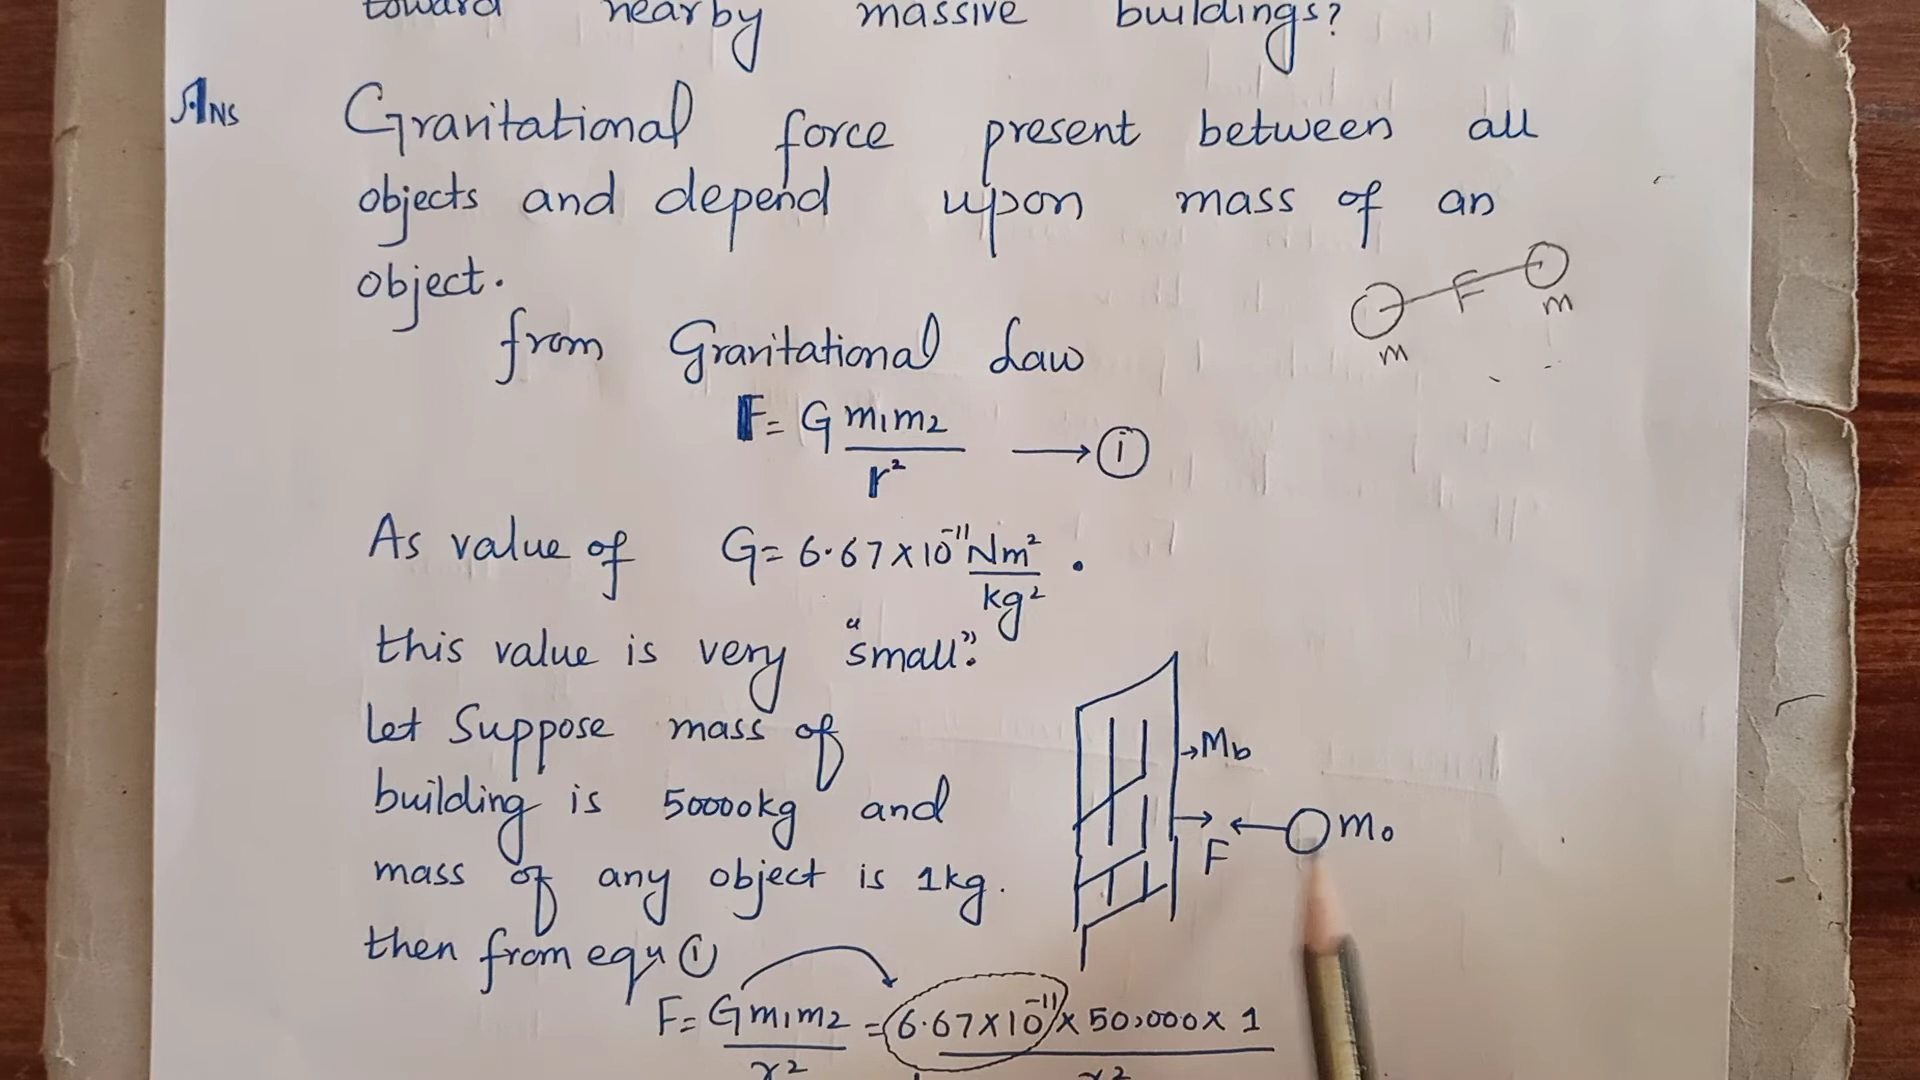 toward nearby massive buildings?
Ans Gravitational force present between all
objects and depend upon mass of an
object.
F
m
m
from Gravitational Law
F = G m₁m₂ / r² → (i)
As value of G = 6.67 × 10⁻¹¹ Nm² / kg² .
this value is very "small".
let Suppose mass of
building is 50000kg and
mass of any object is 1kg.
then from equ (i)
→ Mb
F
mo
F = G m₁m₂ / r² = 6.67 × 10⁻¹¹ × 50,000 × 1 / r²